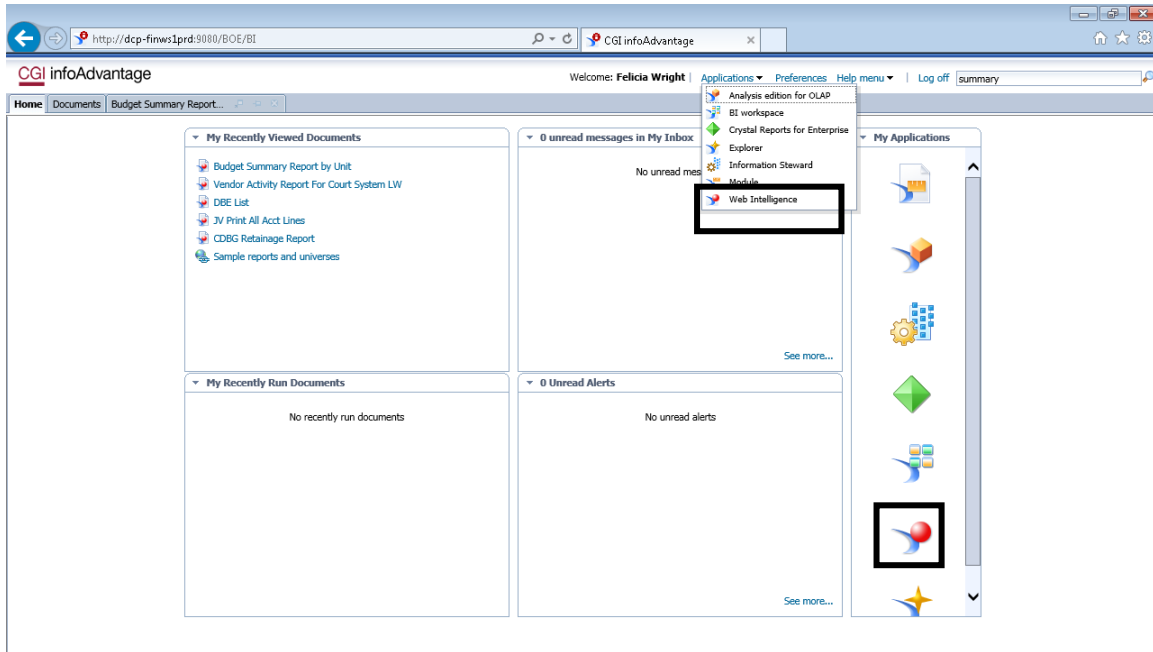 http://dcp-finws1prd:9080/BOE/BI
CGI infoAdvantage
CGI infoAdvantage
Welcome: Felicia Wright
Applications
Preferences
Help menu
Log off
summary
Home
Documents
Budget Summary Report...
Analysis edition for OLAP
BI workspace
Crystal Reports for Enterprise
Explorer
Information Steward
Module
Web Intelligence
My Recently Viewed Documents
Budget Summary Report by Unit
Vendor Activity Report For Court System LW
DBE List
JV Print All Acct Lines
CDBG Retainage Report
Sample reports and universes
0 unread messages in My Inbox
No unread mes
See more...
My Applications
My Recently Run Documents
No recently run documents
0 Unread Alerts
No unread alerts
See more...